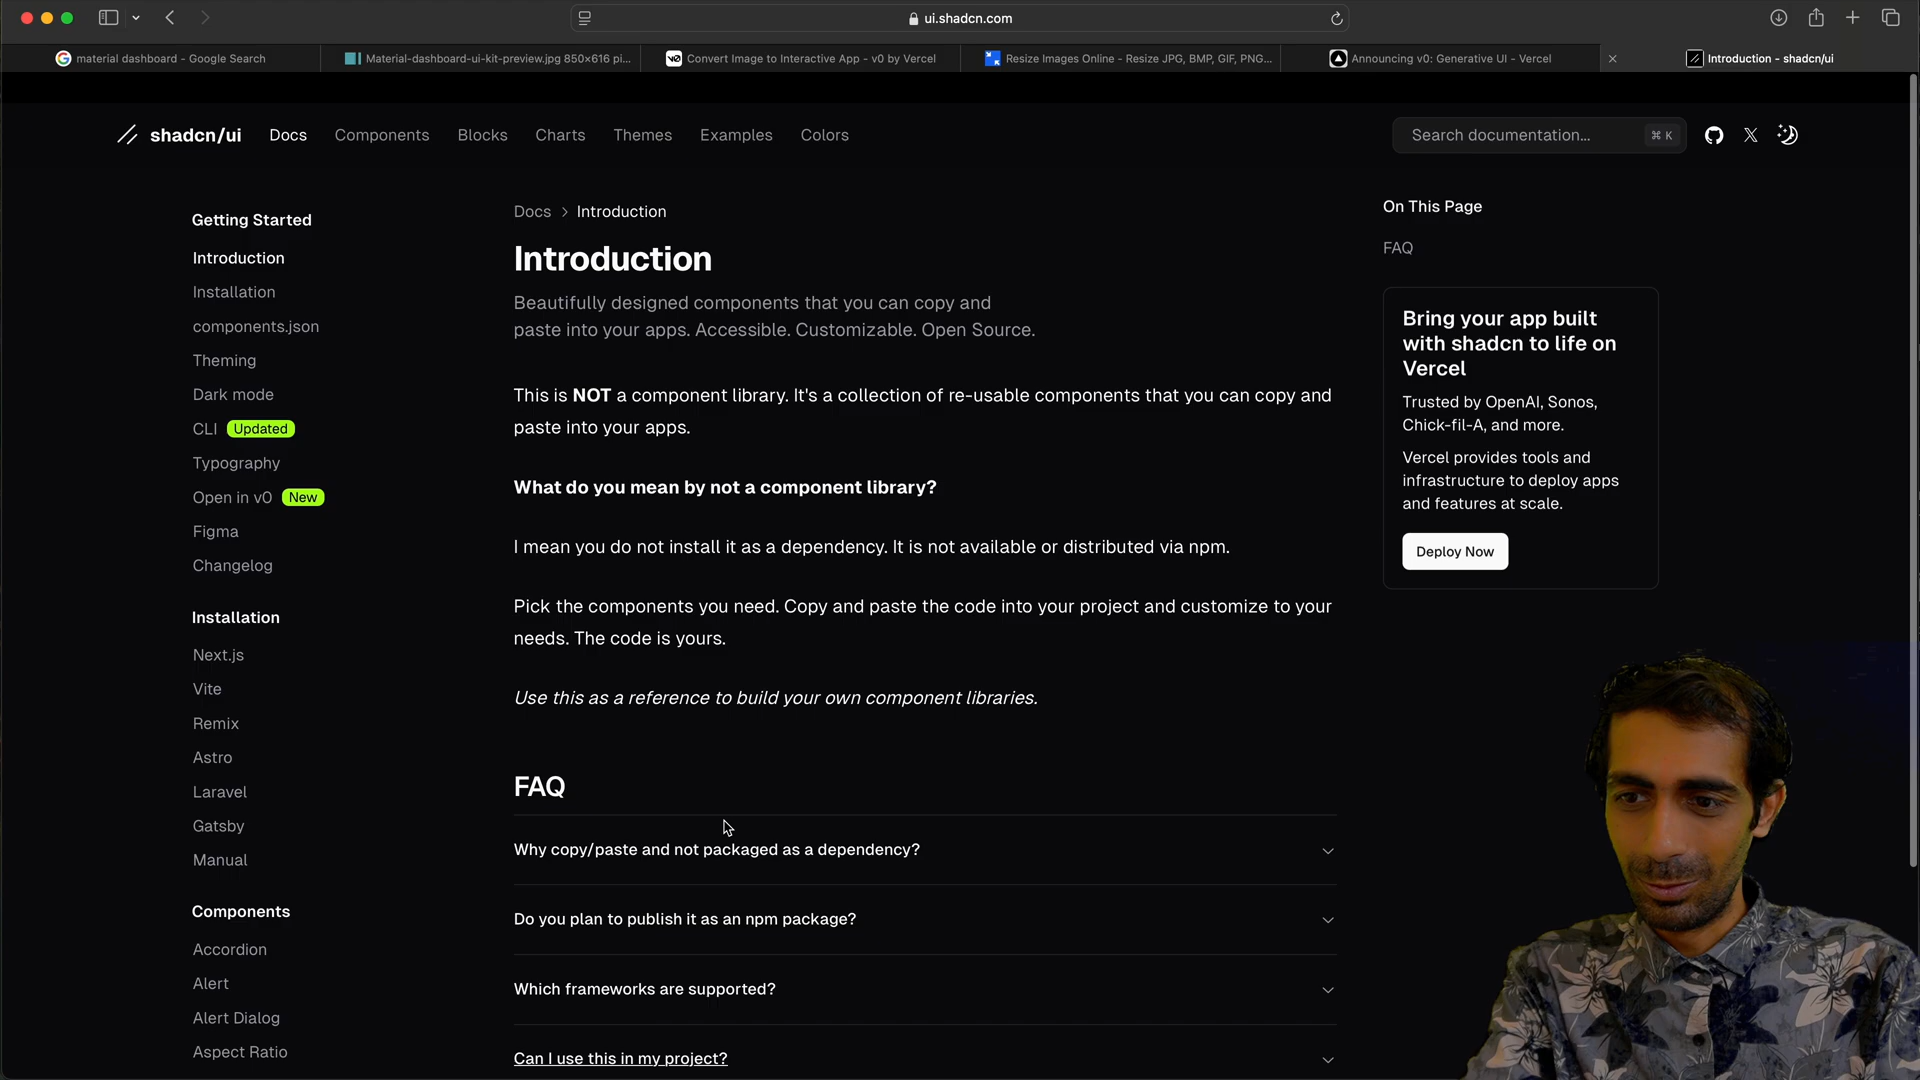 ui.shadcn.com
material dashboard - Google Search
Material-dashboard-ui-kit-preview.jpg 850×616 pi...
Convert Image to Interactive App - v0 by Vercel
Resize Images Online - Resize JPG, BMP, GIF, PNG...
Announcing v0: Generative UI - Vercel
Introduction - shadcn/ui
shadcn/ui
Docs
Components
Blocks
Charts
Themes
Examples
Colors
Search documentation...
⌘ K
Getting Started
Introduction
Installation
components.json
Theming
Dark mode
CLI Updated
Typography
Open in v0 New
Figma
Changelog
Installation
Next.js
Vite
Remix
Astro
Laravel
Gatsby
Manual
Components
Accordion
Alert
Alert Dialog
Aspect Ratio
Docs > Introduction
Introduction
Beautifully designed components that you can copy and
paste into your apps. Accessible. Customizable. Open Source.
This is NOT a component library. It's a collection of re-usable components that you can copy and
paste into your apps.
What do you mean by not a component library?
I mean you do not install it as a dependency. It is not available or distributed via npm.
Pick the components you need. Copy and paste the code into your project and customize to your
needs. The code is yours.
Use this as a reference to build your own component libraries.
FAQ
Why copy/paste and not packaged as a dependency?
Do you plan to publish it as an npm package?
Which frameworks are supported?
Can I use this in my project?
On This Page
FAQ
Bring your app built
with shadcn to life on
Vercel
Trusted by OpenAI, Sonos,
Chick-fil-A, and more.
Vercel provides tools and
infrastructure to deploy apps
and features at scale.
Deploy Now